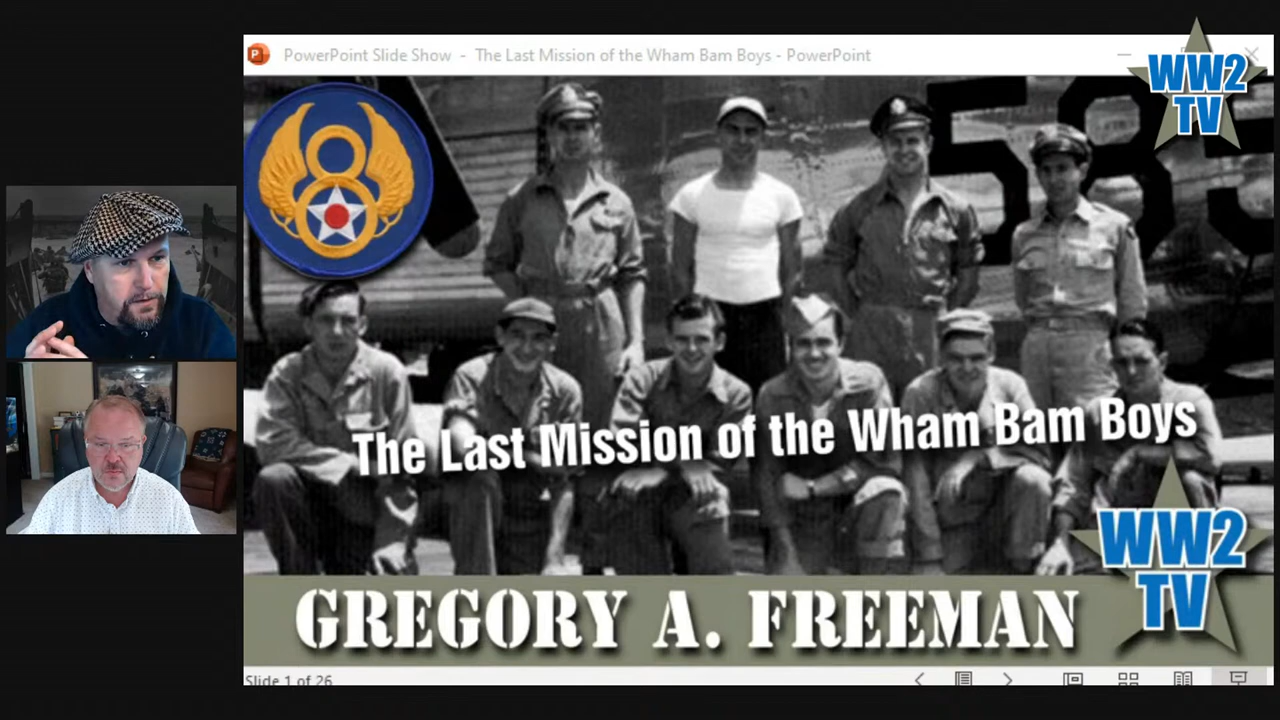 PowerPoint Slide Show - The Last Mission of the Wham Bam Boys - PowerPoint
WW2
TV
585
The Last Mission of the Wham Bam Boys
WW2
TV
GREGORY A. FREEMAN
Slide 1 of 26